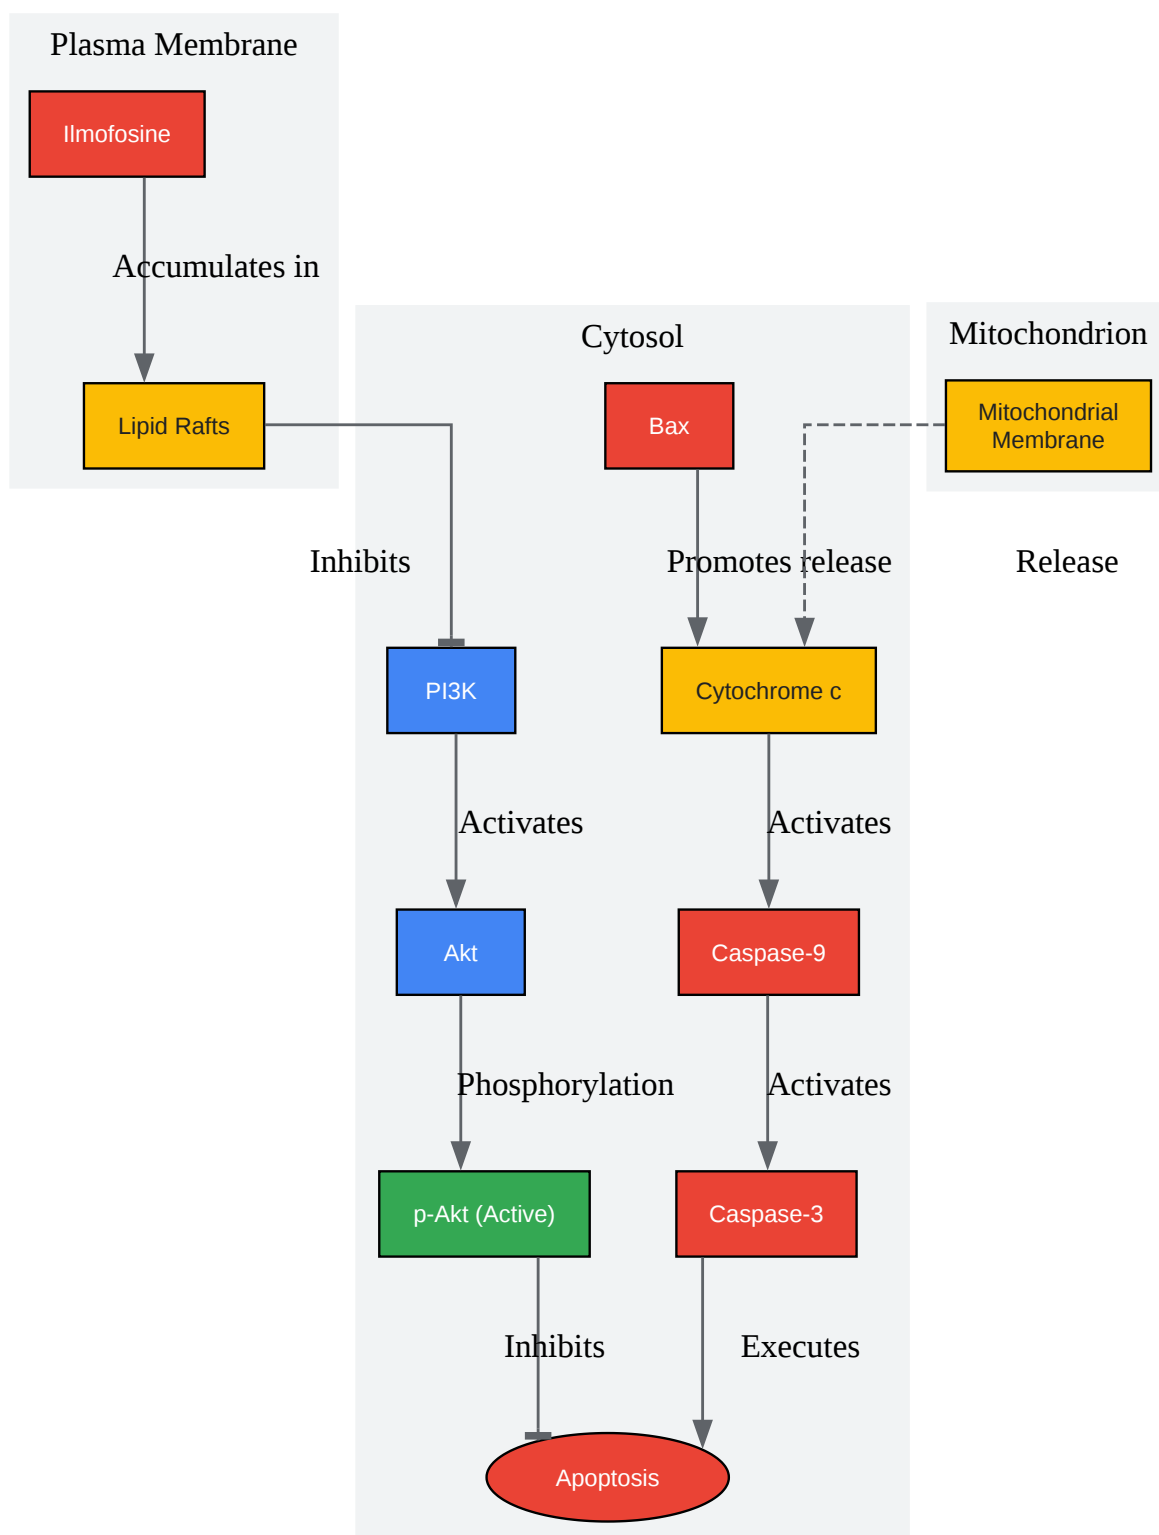 Plasma Membrane
Ilmofosine
Accumulates in
Lipid Rafts
Cytosol
Mitochondrion
Bax
Mitochondrial
Membrane
Inhibits
Promotes release
Release
PI3K
Cytochrome c
Activates
Activates
Akt
Caspase-9
Phosphorylation
Activates
p-Akt (Active)
Caspase-3
Inhibits
Executes
Apoptosis